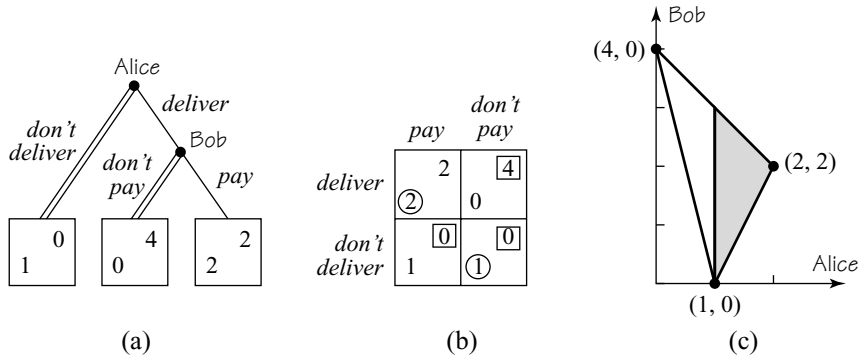 Alice
deliver
don't
deliver
Bob
don't
pay
pay
0
1
4
0
2
2
(a)
pay
don't
pay
deliver
2
2
4
0
don't
deliver
0
1
0
1
(b)
Bob
(4, 0)
(2, 2)
Alice
(1, 0)
(c)